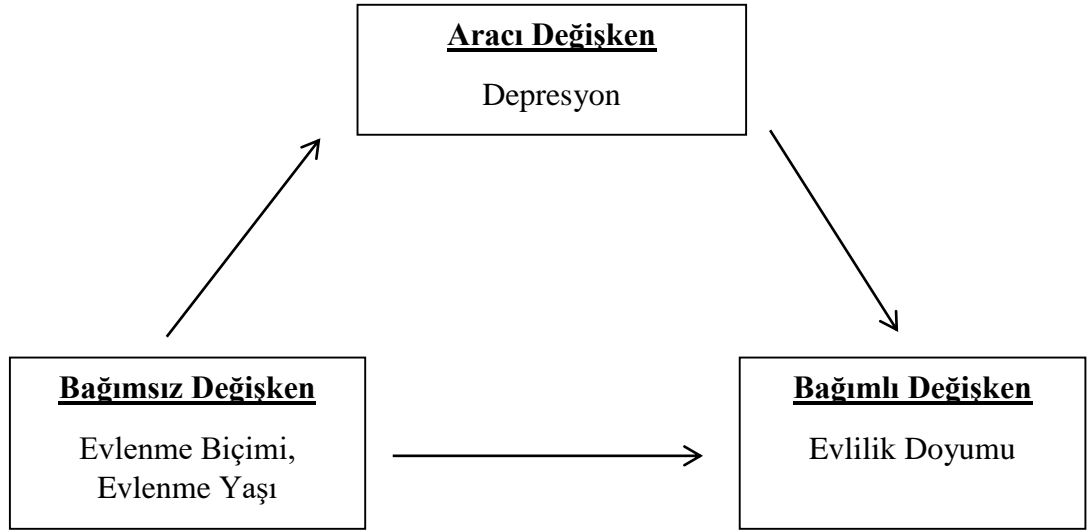 Aracı Değişken
Depresyon
Bağımsız Değişken
Evlenme Biçimi,
Evlenme Yaşı
Bağımlı Değişken
Evlilik Doyumu